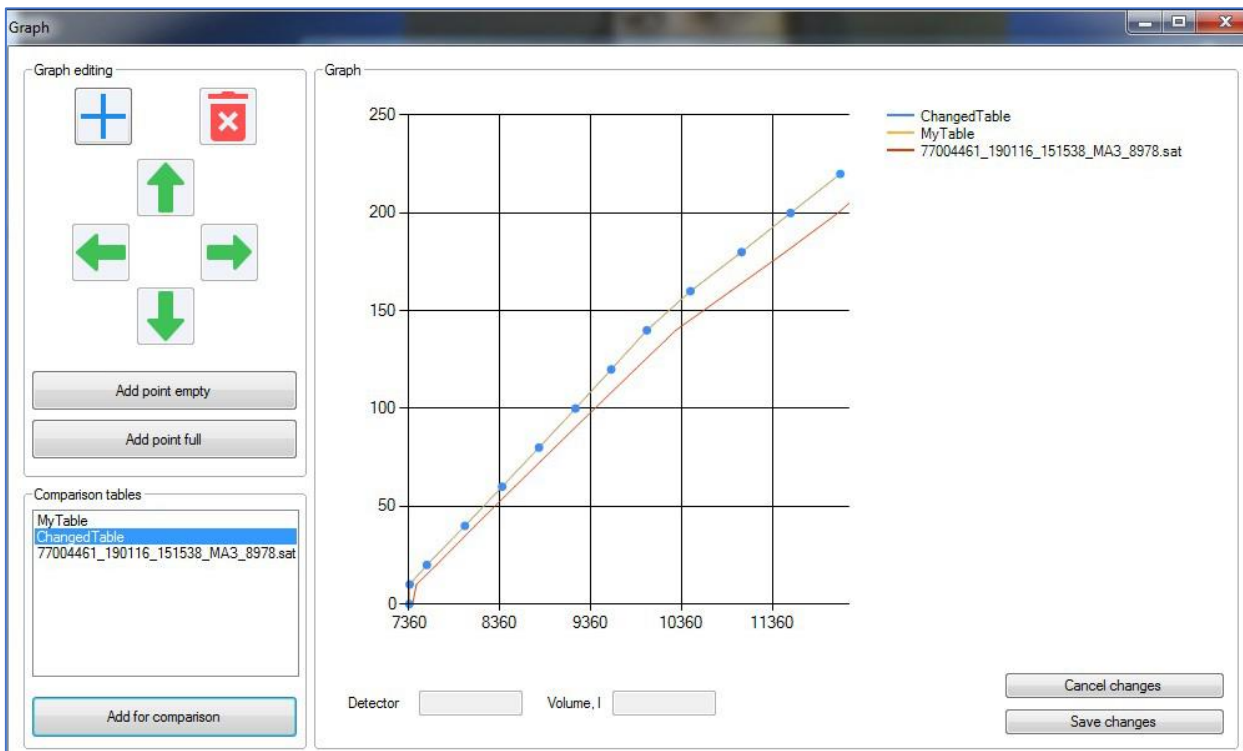 Graph
Graph editing
Add point empty
Add point full
Comparison tables
MyTable
ChangedTable
77004461_190116_151538_MA3_8978.sat
Add for comparison
Graph
250
200
150
100
50
0
7360 8360 9360 10360 11360
ChangedTable
MyTable
77004461_190116_151538_MA3_8978.sat
Detector Volume, l
Cancel changes
Save changes